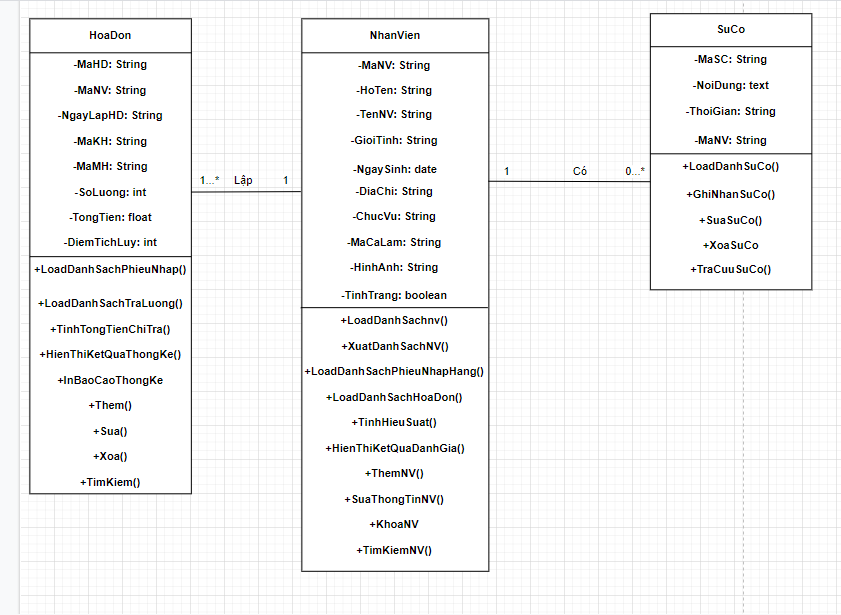 HoaDon
-MaHD: String
-MaNV: String
-NgayLapHD: String
-MaKH: String
-MaMH: String
-SoLuong: int
-TongTien: float
-DiemTichLuy: int
+LoadDanhSachPhieuNhap()
+LoadDanhSachTraLuong()
+TinhTongTienChiTra()
+HienThiKetQuaThongKe()
+InBaoCaoThongKe
+Them()
+Sua()
+Xoa()
+TimKiem()
1...* Lập 1
NhanVien
-MaNV: String
-HoTen: String
-TenNV: String
-GioiTinh: String
-NgaySinh: date
-DiaChi: String
-ChucVu: String
-MaCaLam: String
-HinhAnh: String
-TinhTrang: boolean
+LoadDanhSachnv()
+XuatDanhSachNV()
+LoadDanhSachPhieuNhapHang()
+LoadDanhSachHoaDon()
+TinhHieuSuat()
+HienThiKetQuaDanhGia()
+ThemNV()
+SuaThongTinNV()
+KhoaNV
+TimKiemNV()
1 Có 0...*
SuCo
-MaSC: String
-NoiDung: text
-ThoiGian: String
-MaNV: String
+LoadDanhSuCo()
+GhiNhanSuCo()
+SuaSuCo()
+XoaSuCo
+TraCuuSuCo()